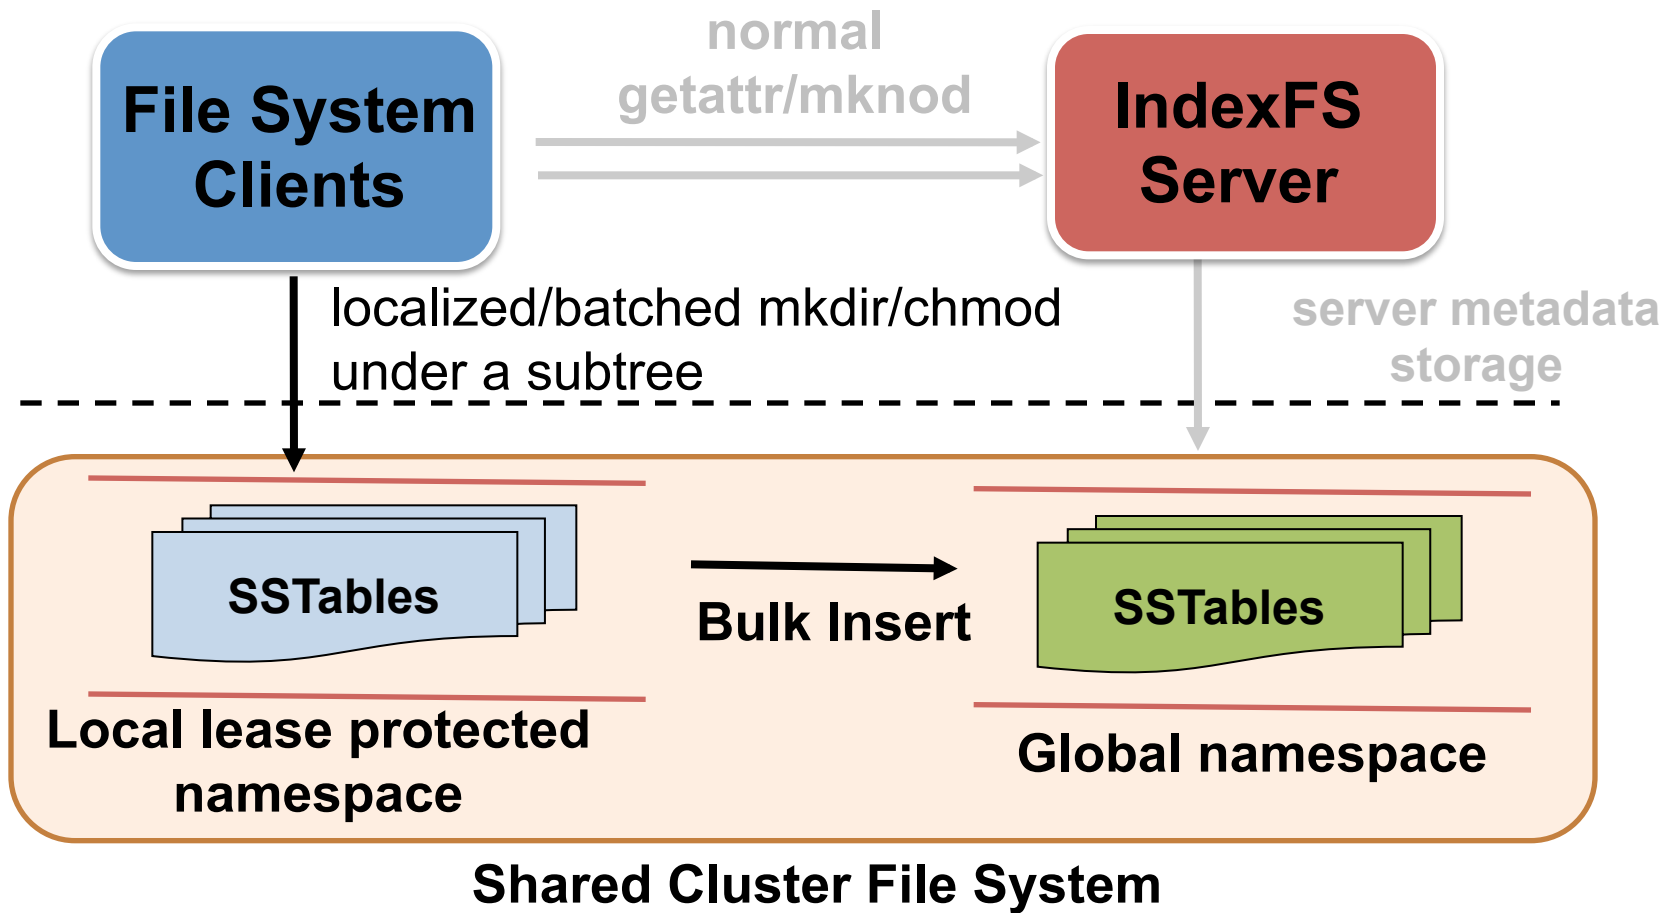 normal
getattr/mknod
File System
Clients
IndexFS
Server
localized/batched mkdir/chmod
under a subtree
server metadata
storage
SSTables
Bulk Insert
SSTables
Local lease protected
namespace
Global namespace
Shared Cluster File System